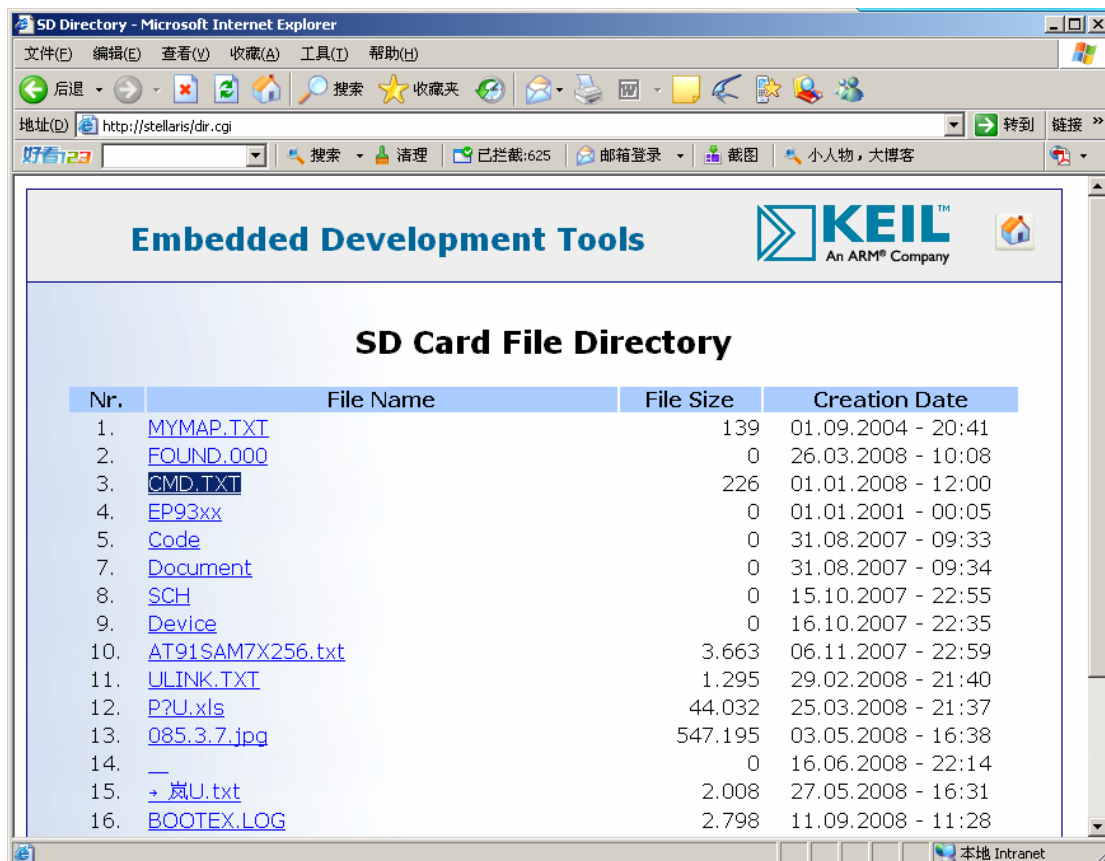 SD Directory - Microsoft Internet Explorer
文件(F) 编辑(E) 查看(V) 收藏(A) 工具(T) 帮助(H)
后退 搜索 收藏夹
地址(D) http://stellaris/dir.cgi 转到 链接 »
好看123 搜索 清理 已拦截:625 邮箱登录 截图 小人物，大博客
Embedded Development Tools KEIL™
An ARM® Company
SD Card File Directory
Nr. File Name File Size Creation Date
1. MYMAP.TXT 139 01.09.2004 - 20:41
2. FOUND.000 0 26.03.2008 - 10:08
3. CMD.TXT 226 01.01.2008 - 12:00
4. EP93xx 0 01.01.2001 - 00:05
5. Code 0 31.08.2007 - 09:33
7. Document 0 31.08.2007 - 09:34
8. SCH 0 15.10.2007 - 22:55
9. Device 0 16.10.2007 - 22:35
10. AT91SAM7X256.txt 3.663 06.11.2007 - 22:59
11. ULINK.TXT 1.295 29.02.2008 - 21:40
12. P?U.xls 44.032 25.03.2008 - 21:37
13. 085.3.7.jpg 547.195 03.05.2008 - 16:38
14. __ 0 16.06.2008 - 22:14
15. → 岚U.txt 2.008 27.05.2008 - 16:31
16. BOOTEX.LOG 2.798 11.09.2008 - 11:28
本地 Intranet